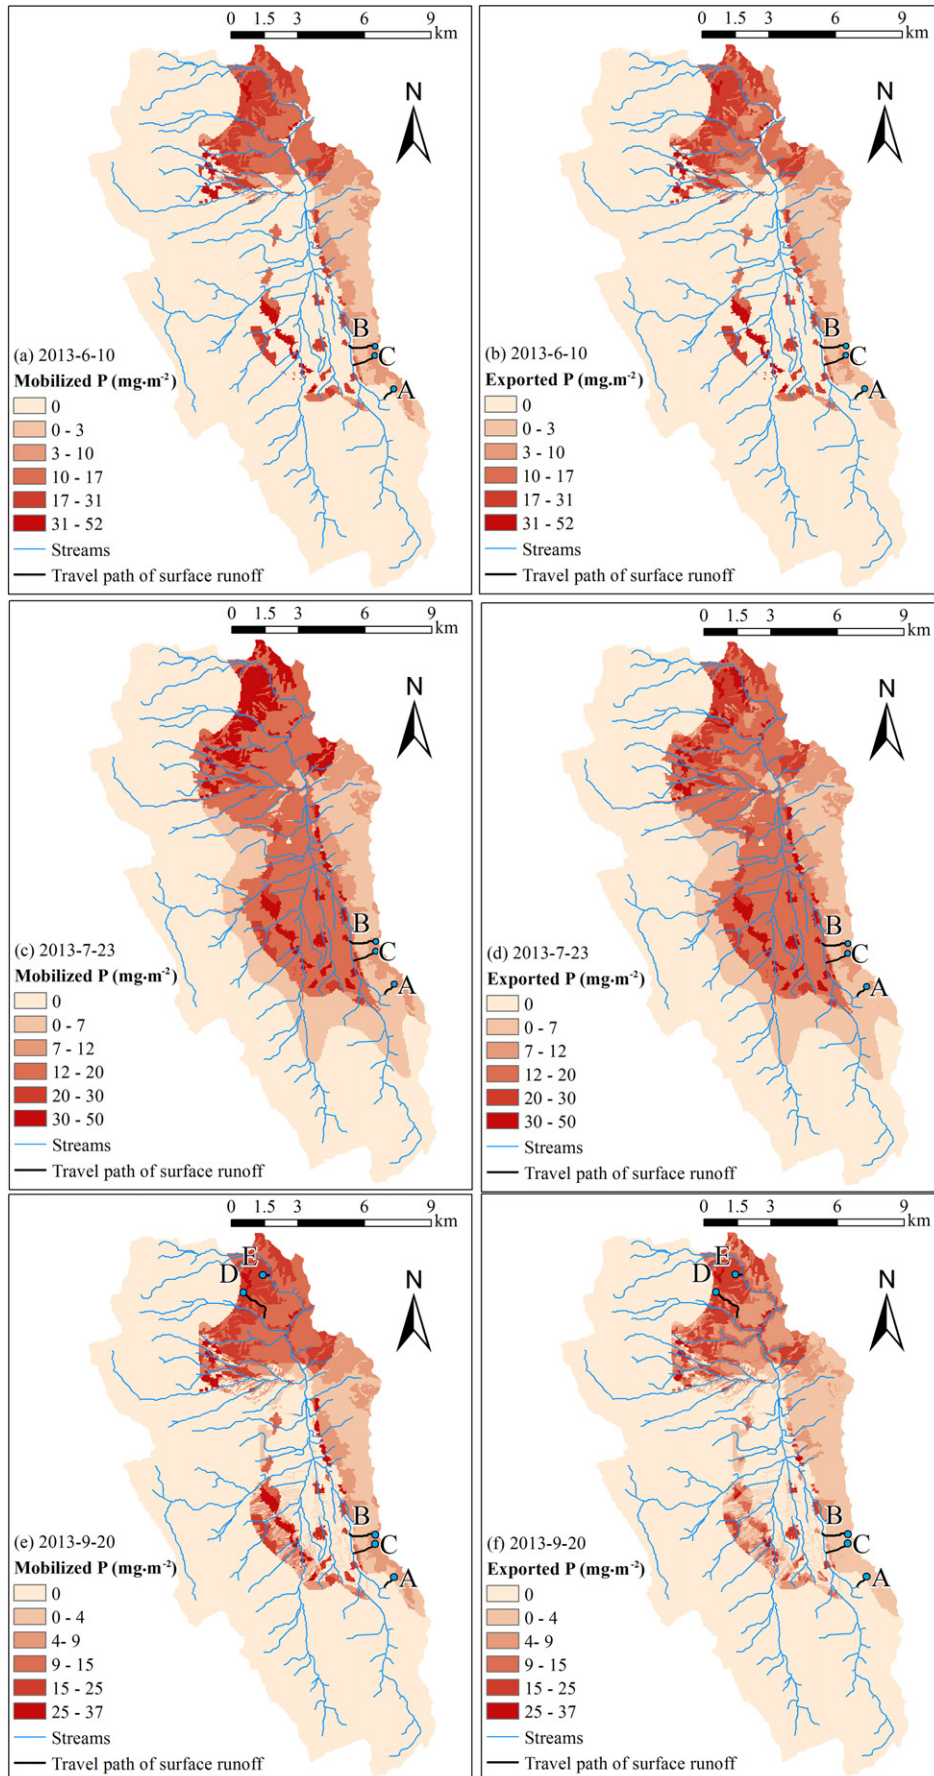 0 1.5 3 6 9
km
N
B
C
A
(a) 2013-6-10
Mobilized P (mg.m-2)
0
0 - 3
3 - 10
10 - 17
17 - 31
31 - 52
Streams
Travel path of surface runoff
0 1.5 3 6 9
km
N
B
C
A
(b) 2013-6-10
Exported P (mg.m-2)
0
0 - 3
3 - 10
10 - 17
17 - 31
31 - 52
Streams
Travel path of surface runoff
0 1.5 3 6 9
km
N
B
C
A
(c) 2013-7-23
Mobilized P (mg.m-2)
0
0 - 7
7 - 12
12 - 20
20 - 30
30 - 50
Streams
Travel path of surface runoff
0 1.5 3 6 9
km
N
B
C
A
(d) 2013-7-23
Exported P (mg.m-2)
0
0 - 7
7 - 12
12 - 20
20 - 30
30 - 50
Streams
Travel path of surface runoff
0 1.5 3 6 9
km
E
D
N
B
C
A
(e) 2013-9-20
Mobilized P (mg.m-2)
0
0 - 4
4- 9
9 - 15
15 - 25
25 - 37
Streams
Travel path of surface runoff
0 1.5 3 6 9
km
E
D
N
B
C
A
(f) 2013-9-20
Exported P (mg.m-2)
0
0 - 4
4- 9
9 - 15
15 - 25
25 - 37
Streams
Travel path of surface runoff